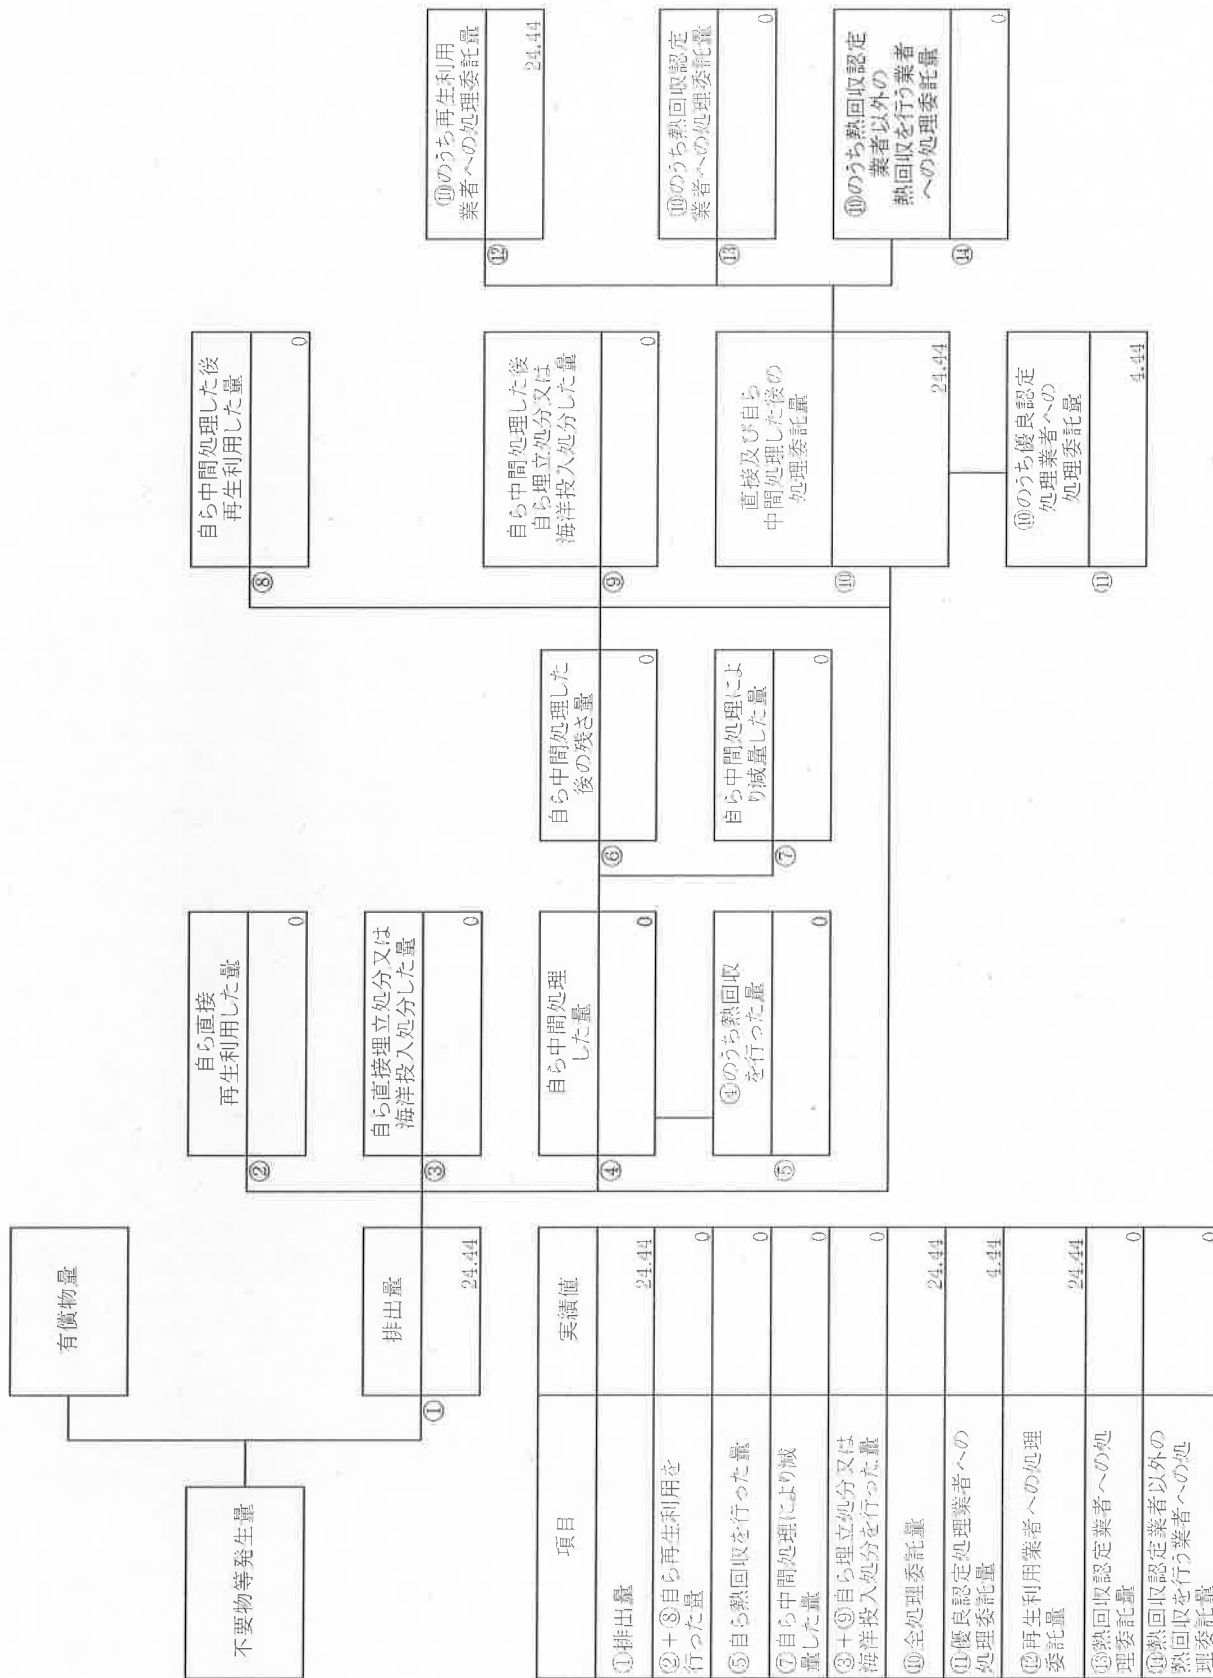 不要物等発生量
有償物量
①
排出量
24.44
②
自ら直接
再生利用した量
0
③
自ら直接埋立処分又は
海洋投入処分した量
0
④
自ら中間処理
した量
0
⑤
④のうち熱回収
を行った量
0
⑥
自ら中間処理した
後の残さ量
0
⑦
自ら中間処理によ
り減量した量
0
⑧
自ら中間処理した後
再生利用した量
0
⑨
自ら中間処理した後
自ら埋立処分又は
海洋投入処分した量
0
⑩
直接及び自ら
中間処理した後の
処理委託量
24.44
⑪
⑩のうち優良認定
処理業者への
処理委託量
4.44
⑫
⑩のうち再生利用
業者への処理委託量
24.44
⑬
⑩のうち熱回収認定
業者への処理委託量
0
⑭
⑩のうち熱回収認定
業者以外の
熱回収を行う業者
への処理委託量
0
項目
実績値
①排出量
24.44
②+⑧自ら再生利用を
行った量
0
⑤自ら熱回収を行った量
0
⑦自ら中間処理により減
量した量
0
③+⑨自ら埋立処分又は
海洋投入処分を行った量
0
⑩全処理委託量
24.44
⑪優良認定処理業者への
処理委託量
4.44
⑫再生利用業者への処理
委託量
24.44
⑬熱回収認定業者への処
理委託量
0
⑭熱回収認定業者以外の
熱回収を行う業者への処
理委託量
0